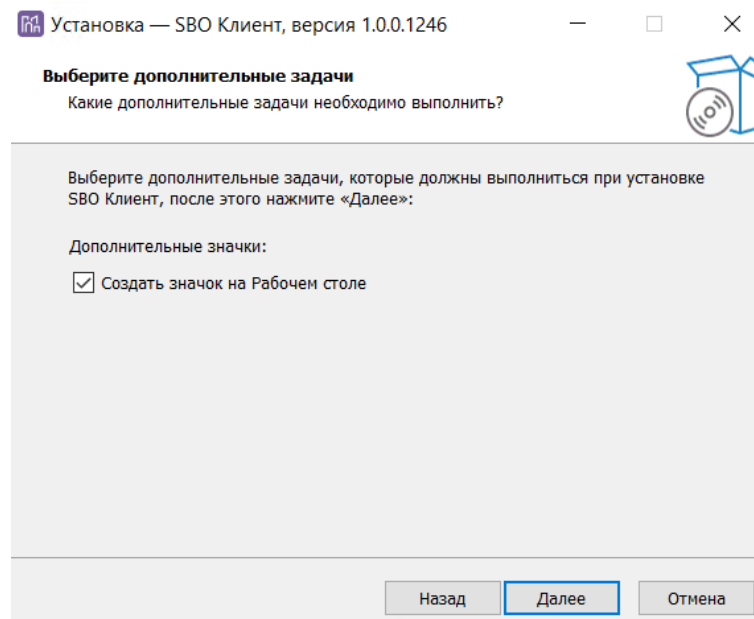 Установка — SBO Клиент, версия 1.0.0.1246
Выберите дополнительные задачи
Какие дополнительные задачи необходимо выполнить?
Выберите дополнительные задачи, которые должны выполниться при установке
SBO Клиент, после этого нажмите «Далее»:
Дополнительные значки:
Создать значок на Рабочем столе
Назад
Далее
Отмена